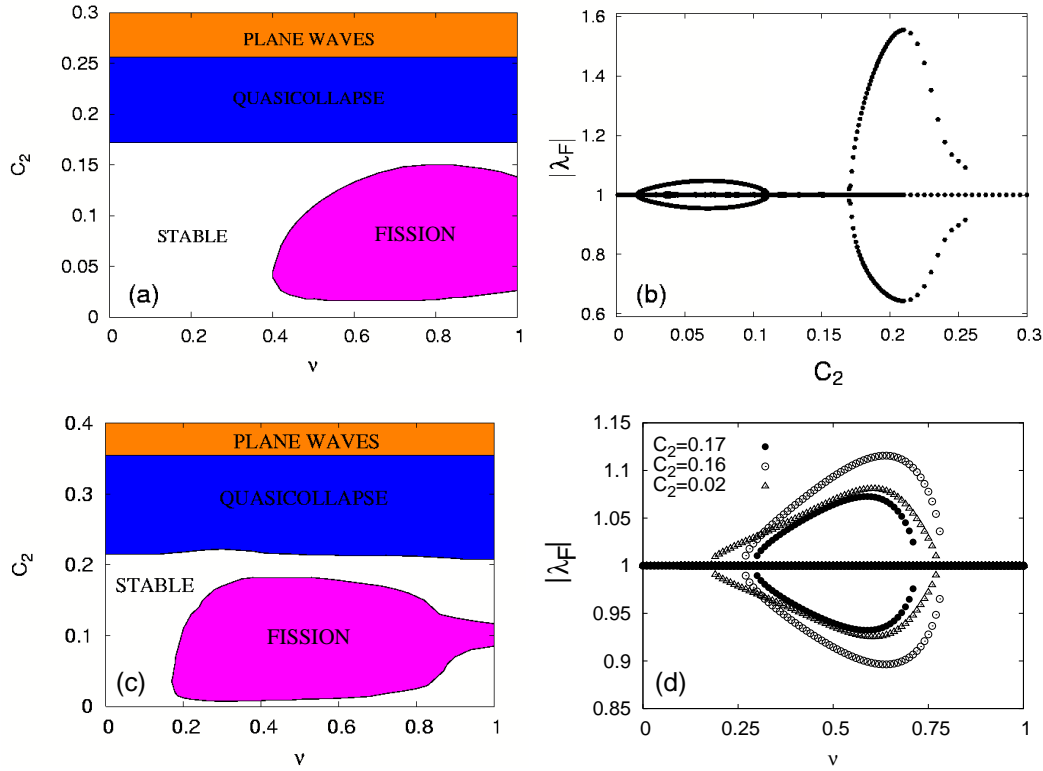 0.3
0.25
0.2
0.15
0.1
0.05
0
C2
PLANE WAVES
QUASICOLLAPSE
STABLE
FISSION
(a)
0
0.2
0.4
0.6
0.8
1
ν
1.6
1.4
1.2
1
0.8
0.6
|λF|
(b)
0
0.05
0.1
0.15
0.2
0.25
0.3
C2
0.4
0.3
0.2
0.1
0
C2
PLANE WAVES
QUASICOLLAPSE
STABLE
FISSION
(c)
0
0.2
0.4
0.6
0.8
1
ν
1.15
1.1
1.05
1
0.95
0.9
0.85
|λF|
C2=0.17
C2=0.16
C2=0.02
(d)
0
0.25
0.5
0.75
1
ν